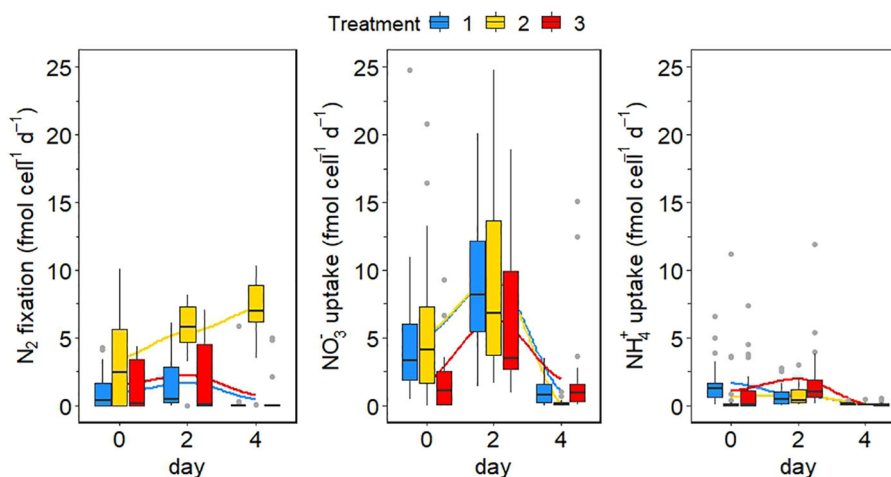 Treatment 1 2 3
N₂ fixation (fmol cell⁻¹ d⁻¹)
25
20
15
10
5
0
0 2 4
day
NO₃⁻ uptake (fmol cell⁻¹ d⁻¹)
25
20
15
10
5
0
0 2 4
day
NH₄⁺ uptake (fmol cell⁻¹ d⁻¹)
25
20
15
10
5
0
0 2 4
day